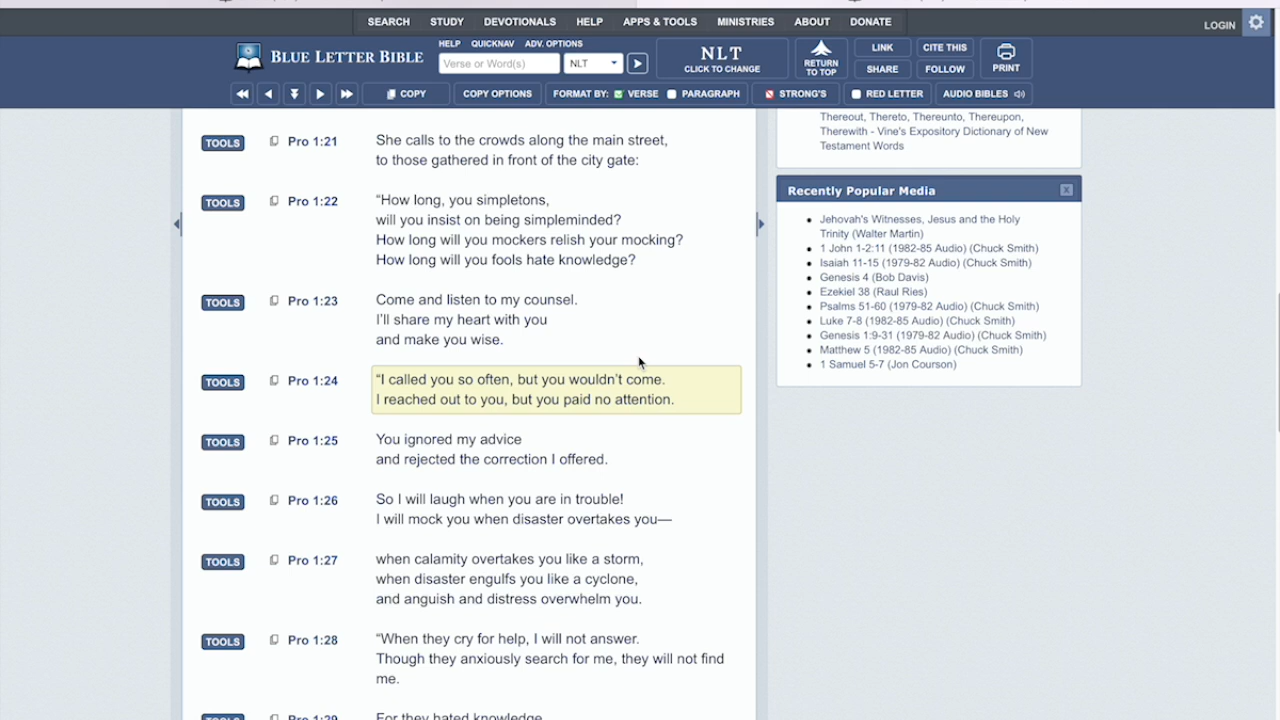 SEARCH STUDY DEVOTIONALS HELP APPS & TOOLS MINISTRIES ABOUT DONATE
LOGIN
BLUE LETTER BIBLE
HELP QUICKNAV ADV. OPTIONS
Verse or Word(s)
NLT
NLT
CLICK TO CHANGE
RETURN
TO TOP
LINK
CITE THIS
SHARE
FOLLOW
PRINT
COPY
COPY OPTIONS
FORMAT BY: VERSE PARAGRAPH
STRONG'S
RED LETTER
AUDIO BIBLES
TOOLS Pro 1:21 She calls to the crowds along the main street,
to those gathered in front of the city gate:
TOOLS Pro 1:22 “How long, you simpletons,
will you insist on being simpleminded?
How long will you mockers relish your mocking?
How long will you fools hate knowledge?
TOOLS Pro 1:23 Come and listen to my counsel.
I’ll share my heart with you
and make you wise.
TOOLS Pro 1:24 “I called you so often, but you wouldn’t come.
I reached out to you, but you paid no attention.
TOOLS Pro 1:25 You ignored my advice
and rejected the correction I offered.
TOOLS Pro 1:26 So I will laugh when you are in trouble!
I will mock you when disaster overtakes you—
TOOLS Pro 1:27 when calamity overtakes you like a storm,
when disaster engulfs you like a cyclone,
and anguish and distress overwhelm you.
TOOLS Pro 1:28 “When they cry for help, I will not answer.
Though they anxiously search for me, they will not find
me.
TOOLS Pro 1:29 For they hated knowledge
Thereout, Thereto, Thereunto, Thereupon,
Therewith - Vine's Expository Dictionary of New
Testament Words
Recently Popular Media
Jehovah's Witnesses, Jesus and the Holy
Trinity (Walter Martin)
1 John 1-2:11 (1982-85 Audio) (Chuck Smith)
Isaiah 11-15 (1979-82 Audio) (Chuck Smith)
Genesis 4 (Bob Davis)
Ezekiel 38 (Raul Ries)
Psalms 51-60 (1979-82 Audio) (Chuck Smith)
Luke 7-8 (1982-85 Audio) (Chuck Smith)
Genesis 1:9-31 (1979-82 Audio) (Chuck Smith)
Matthew 5 (1982-85 Audio) (Chuck Smith)
1 Samuel 5-7 (Jon Courson)